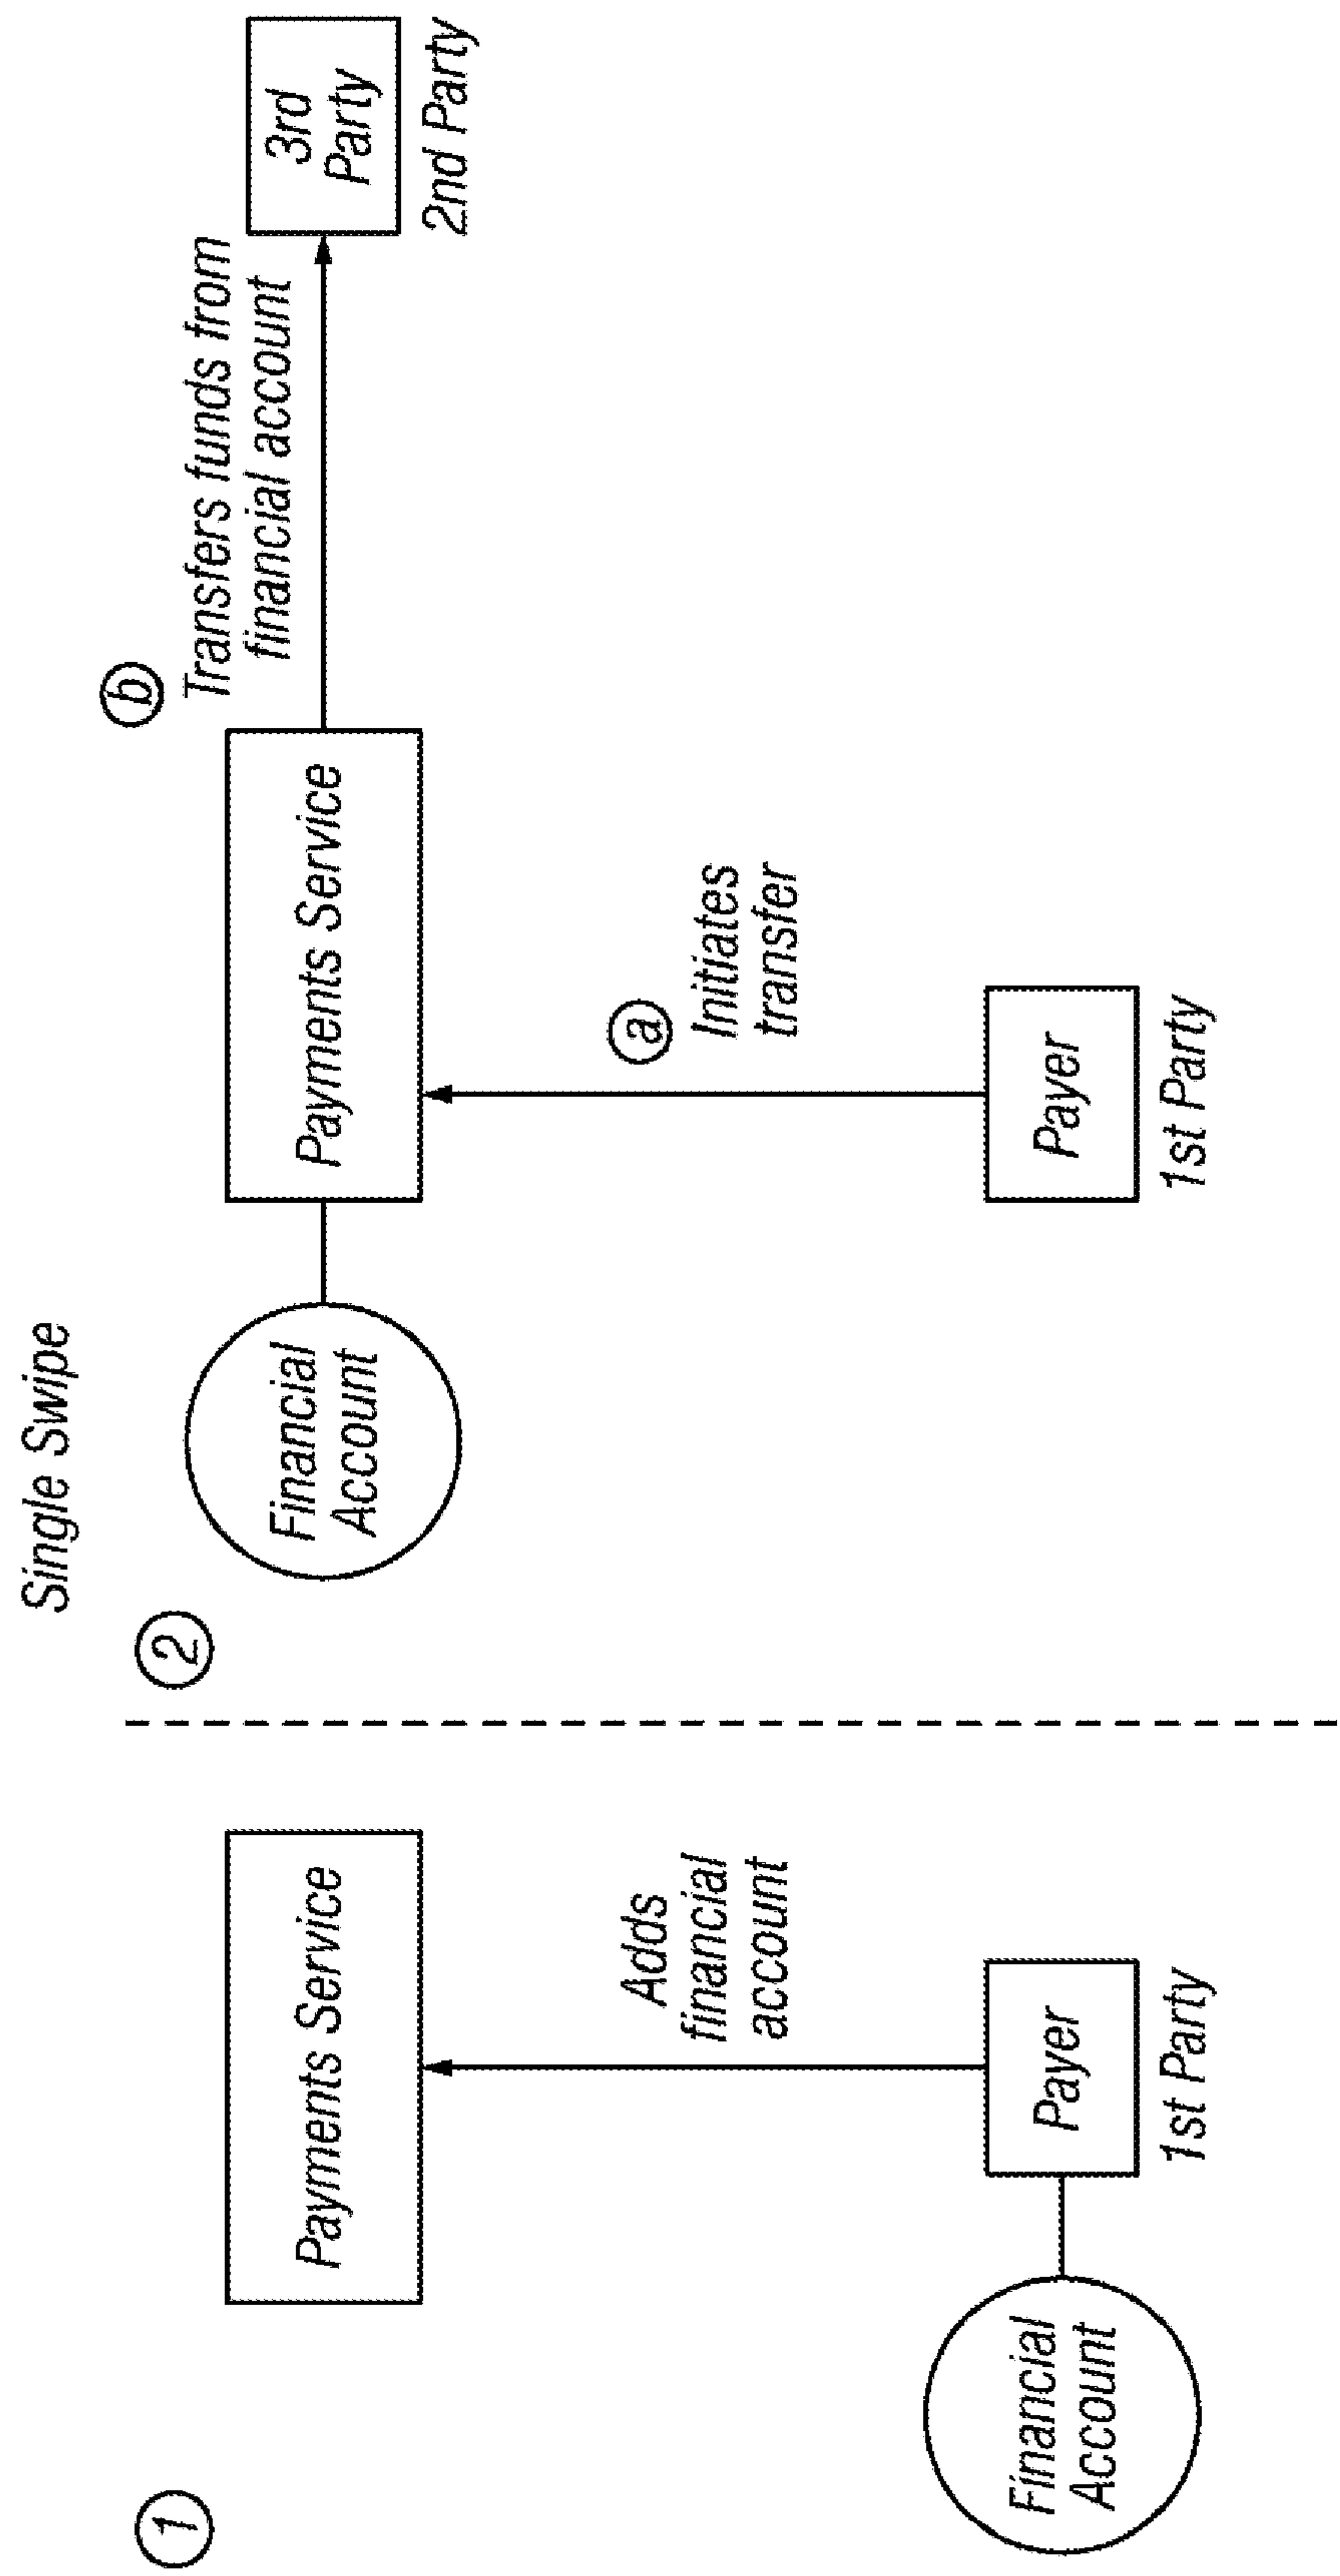 Single Swipe
1
Payments Service
Adds
financial
account
Financial
Account
Payer
1st Party
2
Financial
Account
Payments Service
b
Transfers funds from
financial account
3rd
Party
2nd Party
a
Initiates
transfer
Payer
1st Party